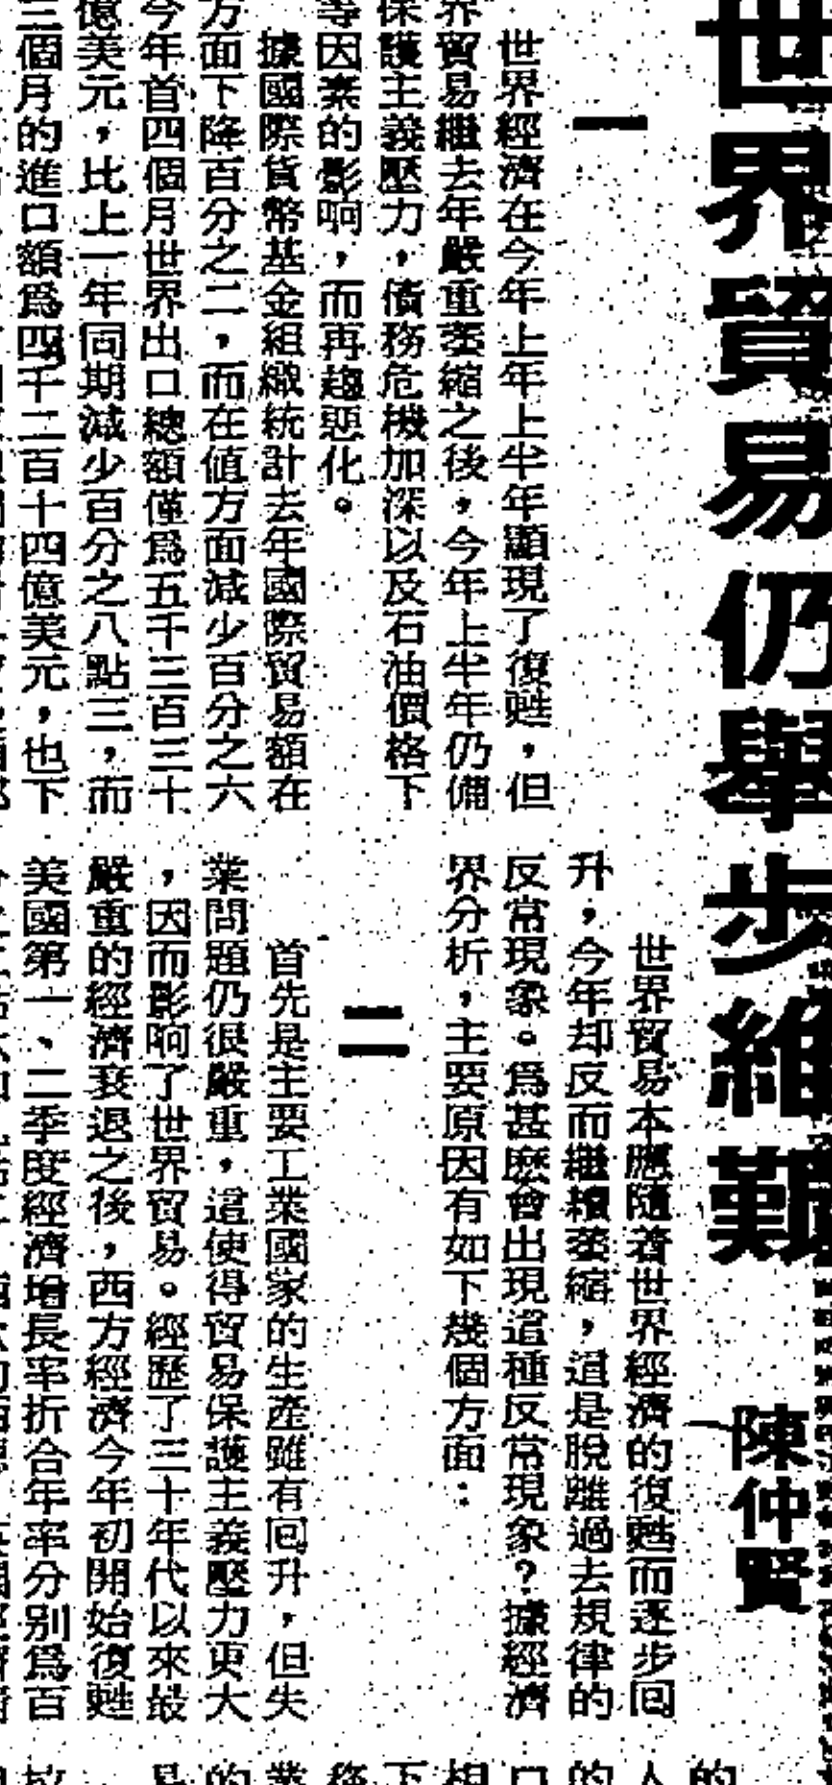 世界貿易仍舉步維艱
陳仲賢
一
世界經濟在今年上年上半年顯現了復甦，但
界貿易繼去年嚴重萎縮之後，今年上半年仍備
保護主義壓力，債務危機加深以及石油價格下
等因素的影响，而再趨惡化。
據國際貨幣基金組織統計去年國際貿易額在
方面下降百分之二，而在值方面減少百分之六
今年首四個月世界出口總額僅爲五千三百三十
億美元，比上一年同期減少百分之八點三，而
三個月的進口額爲四千二百十四億美元，也下
世界貿易本應隨著世界經濟的復甦而逐步回
升，今年却反而繼續萎縮，這是脫離過去規律的
反常現象。爲甚麽會出現這種反常現象？據經濟
界分析，主要原因有如下幾個方面：
二
首先是主要工業國家的生產雖有回升，但失
業問題仍很嚴重，這使得貿易保護主義壓力更大
，因而影响了世界貿易。經歷了三十年代以來最
嚴重的經濟衰退之後，西方經濟今年初開始復甦
美國第一、二季度經濟增長率折合年率分別爲百